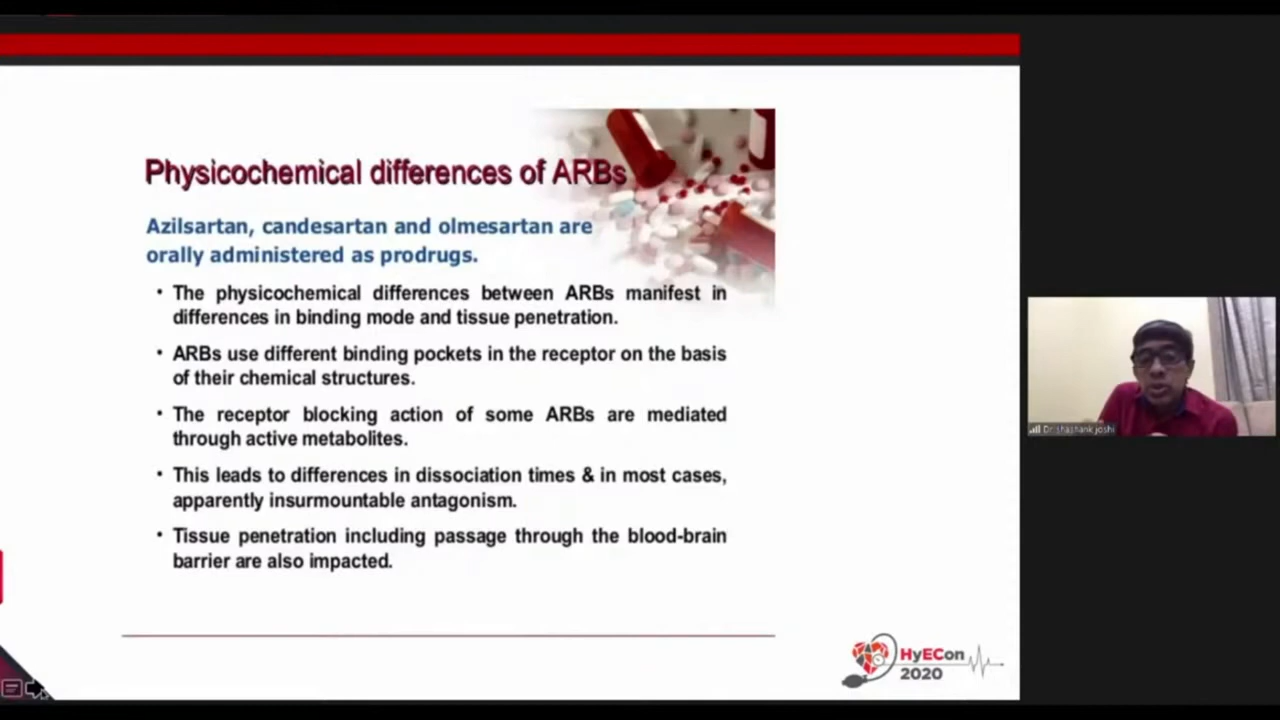 Physicochemical differences of ARBs
Azilsartan, candesartan and olmesartan are
orally administered as prodrugs.
• The physicochemical differences between ARBs manifest in
differences in binding mode and tissue penetration.
• ARBs use different binding pockets in the receptor on the basis
of their chemical structures.
• The receptor blocking action of some ARBs are mediated
through active metabolites.
• This leads to differences in dissociation times & in most cases,
apparently insurmountable antagonism.
• Tissue penetration including passage through the blood-brain
barrier are also impacted.
HyECon
2020
Dr shashank joshi